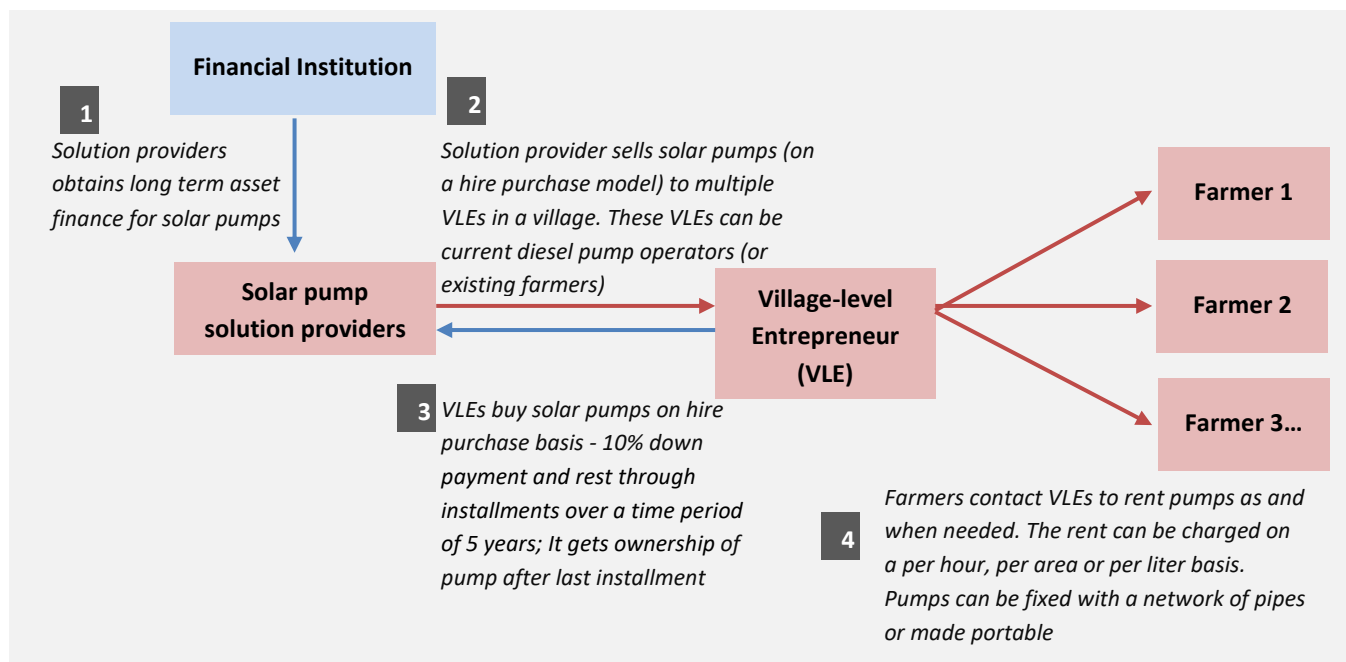 Financial Institution
1
Solution providers
obtains long term asset
finance for solar pumps
2
Solution provider sells solar pumps (on
a hire purchase model) to multiple
VLEs in a village. These VLEs can be
current diesel pump operators (or
existing farmers)
Solar pump
solution providers
Village-level
Entrepreneur
(VLE)
Farmer 1
Farmer 2
Farmer 3…
3
VLEs buy solar pumps on hire
purchase basis - 10% down
payment and rest through
installments over a time period
of 5 years; It gets ownership of
pump after last installment
4
Farmers contact VLEs to rent pumps as and
when needed. The rent can be charged on
a per hour, per area or per liter basis.
Pumps can be fixed with a network of pipes
or made portable